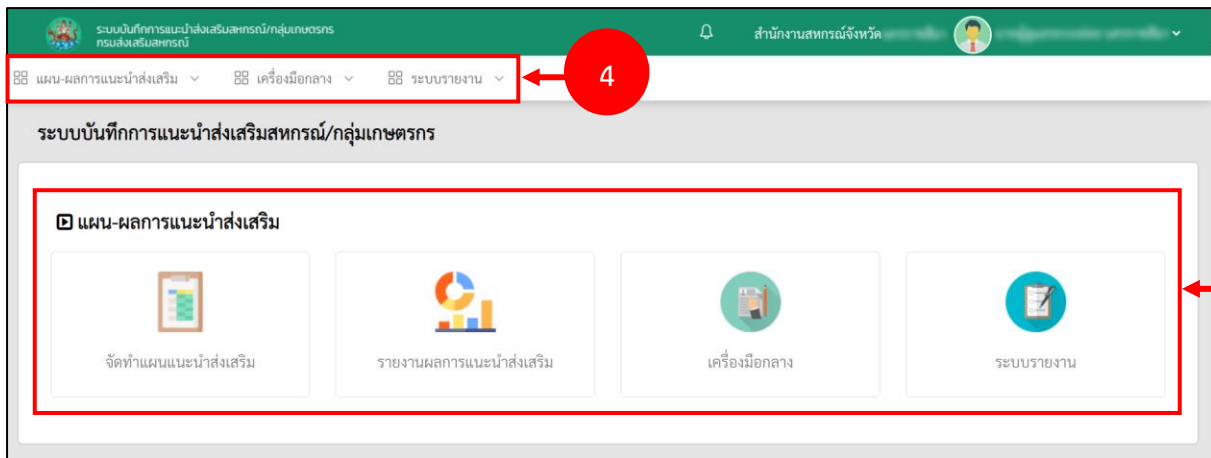 ระบบบันทึกการแนะนำส่งเสริมสหกรณ์/กลุ่มเกษตรกร
กรมส่งเสริมสหกรณ์
สำนักงานสหกรณ์จังหวัด
แผน-ผลการแนะนำส่งเสริม
เครื่องมือกลาง
ระบบรายงาน
4
ระบบบันทึกการแนะนำส่งเสริมสหกรณ์/กลุ่มเกษตรกร
แผน-ผลการแนะนำส่งเสริม
จัดทำแผนแนะนำส่งเสริม
รายงานผลการแนะนำส่งเสริม
เครื่องมือกลาง
ระบบรายงาน